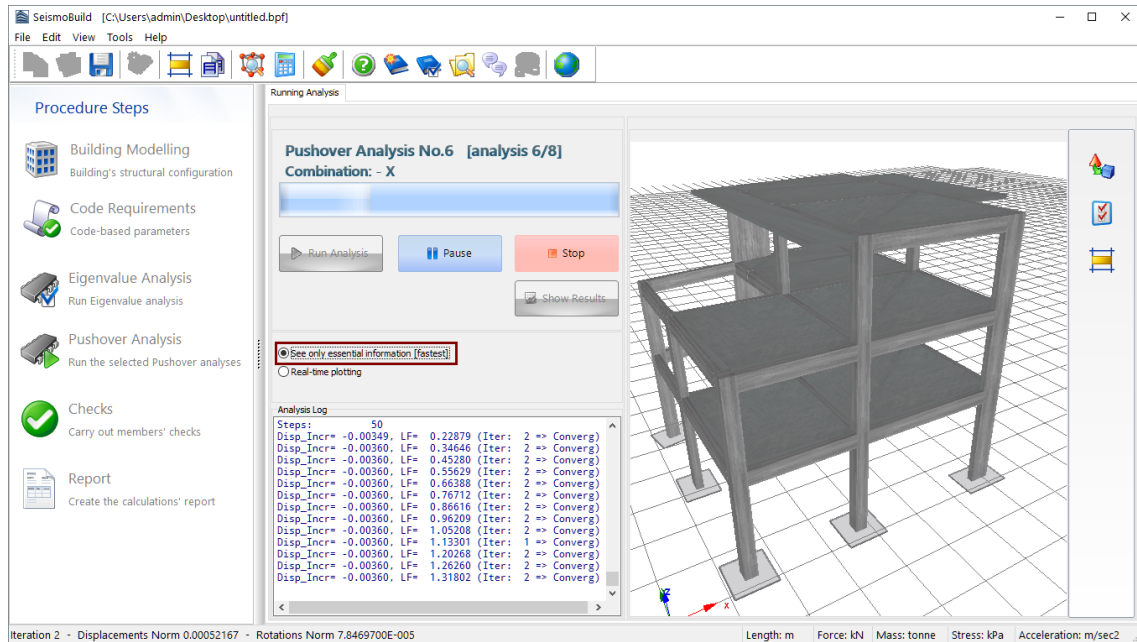 SeismoBuild [C:\Users\admin\Desktop\untitled.bpf]
File Edit View Tools Help
Procedure Steps
Building Modelling
Building's structural configuration
Code Requirements
Code-based parameters
Eigenvalue Analysis
Run Eigenvalue analysis
Pushover Analysis
Run the selected Pushover analyses
Checks
Carry out members' checks
Report
Create the calculations' report
Running Analysis
Pushover Analysis No.6 [analysis 6/8]
Combination: - X
Run Analysis
Pause
Stop
Show Results
See only essential information [fastest]
Real-time plotting
Analysis Log
Steps: 50
Disp_Incr= -0.00349, LF= 0.22879 (Iter: 2 => Converg)
Disp_Incr= -0.00360, LF= 0.34646 (Iter: 2 => Converg)
Disp_Incr= -0.00360, LF= 0.45280 (Iter: 2 => Converg)
Disp_Incr= -0.00360, LF= 0.55629 (Iter: 2 => Converg)
Disp_Incr= -0.00360, LF= 0.66388 (Iter: 2 => Converg)
Disp_Incr= -0.00360, LF= 0.76712 (Iter: 2 => Converg)
Disp_Incr= -0.00360, LF= 0.86616 (Iter: 2 => Converg)
Disp_Incr= -0.00360, LF= 0.96209 (Iter: 2 => Converg)
Disp_Incr= -0.00360, LF= 1.05208 (Iter: 2 => Converg)
Disp_Incr= -0.00360, LF= 1.13301 (Iter: 1 => Converg)
Disp_Incr= -0.00360, LF= 1.20268 (Iter: 2 => Converg)
Disp_Incr= -0.00360, LF= 1.26260 (Iter: 2 => Converg)
Disp_Incr= -0.00360, LF= 1.31802 (Iter: 2 => Converg)
Z
X
Iteration 2 - Displacements Norm 0.00052167 - Rotations Norm 7.8469700E-005
Length: m Force: kN Mass: tonne Stress: kPa Acceleration: m/sec2